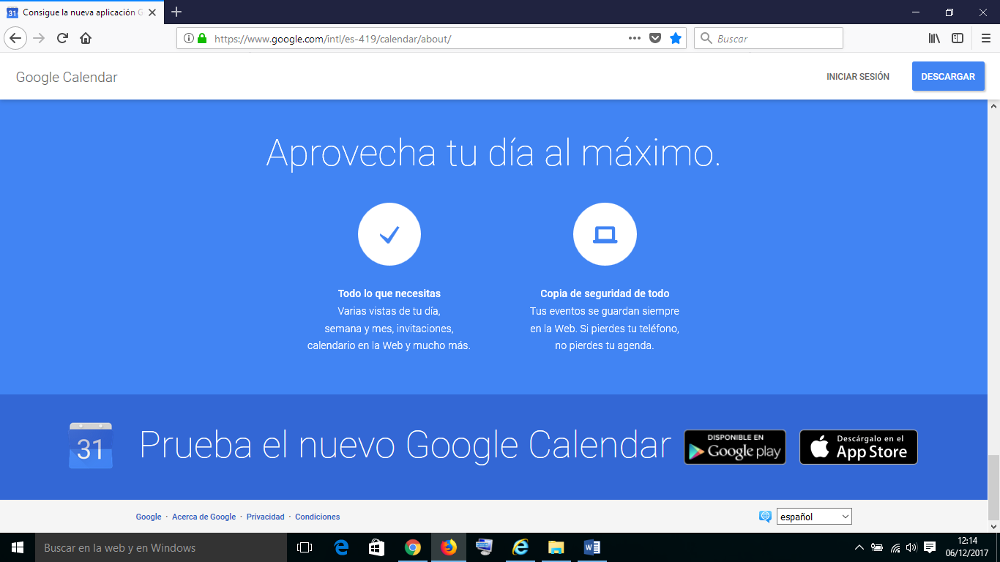 31 Consigue la nueva aplicación G
https://www.google.com/intl/es-419/calendar/about/
Buscar
Google Calendar
INICIAR SESIÓN
DESCARGAR
Aprovecha tu día al máximo.
Todo lo que necesitas
Varias vistas de tu día,
semana y mes, invitaciones,
calendario en la Web y mucho más.
Copia de seguridad de todo
Tus eventos se guardan siempre
en la Web. Si pierdes tu teléfono,
no pierdes tu agenda.
31
Prueba el nuevo Google Calendar
DISPONIBLE EN
Google play
Descárgalo en el
App Store
Google · Acerca de Google · Privacidad · Condiciones
español
Buscar en la web y en Windows
12:14
06/12/2017